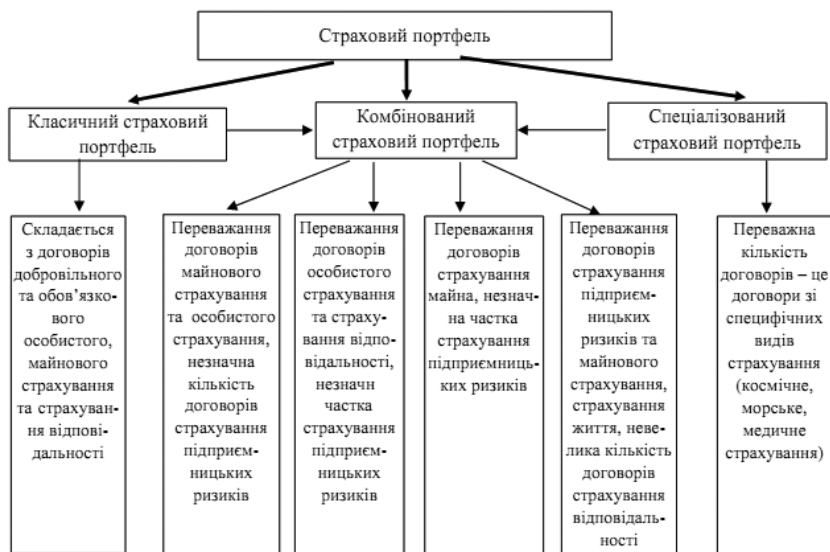 Страховий портфель
Класичний страховий
портфель
Комбінований
страховий портфель
Спеціалізований
страховий портфель
Складається
з договорів
добровільного
та обов’язко-
вого
особистого,
майнового
страхування
та страхуван-
ня відпові-
дальності
Переважання
договорів
майнового
страхування
та особистого
страхування,
незначна
кількість
договорів
страхування
підприєм-
ницьких
ризиків
Переважання
договорів
особистого
страхування
та страху-
вання відпо-
відальності,
незначн
частка
страхування
підприєм-
ницьких
ризиків
Переважання
договорів
страхування
майна, незнач-
на частка
страхування
підприємниць-
ких ризиків
Переважання
договорів
страхування
підприєм-
ницьких
ризиків та
майнового
страхування,
страхування
життя, неве-
лика кількість
договорів
страхування
відповідаль-
ності
Переважна
кількість
договорів – це
договори зі
специфічних
видів
страхування
(космічне,
морське,
медичне
страхування)